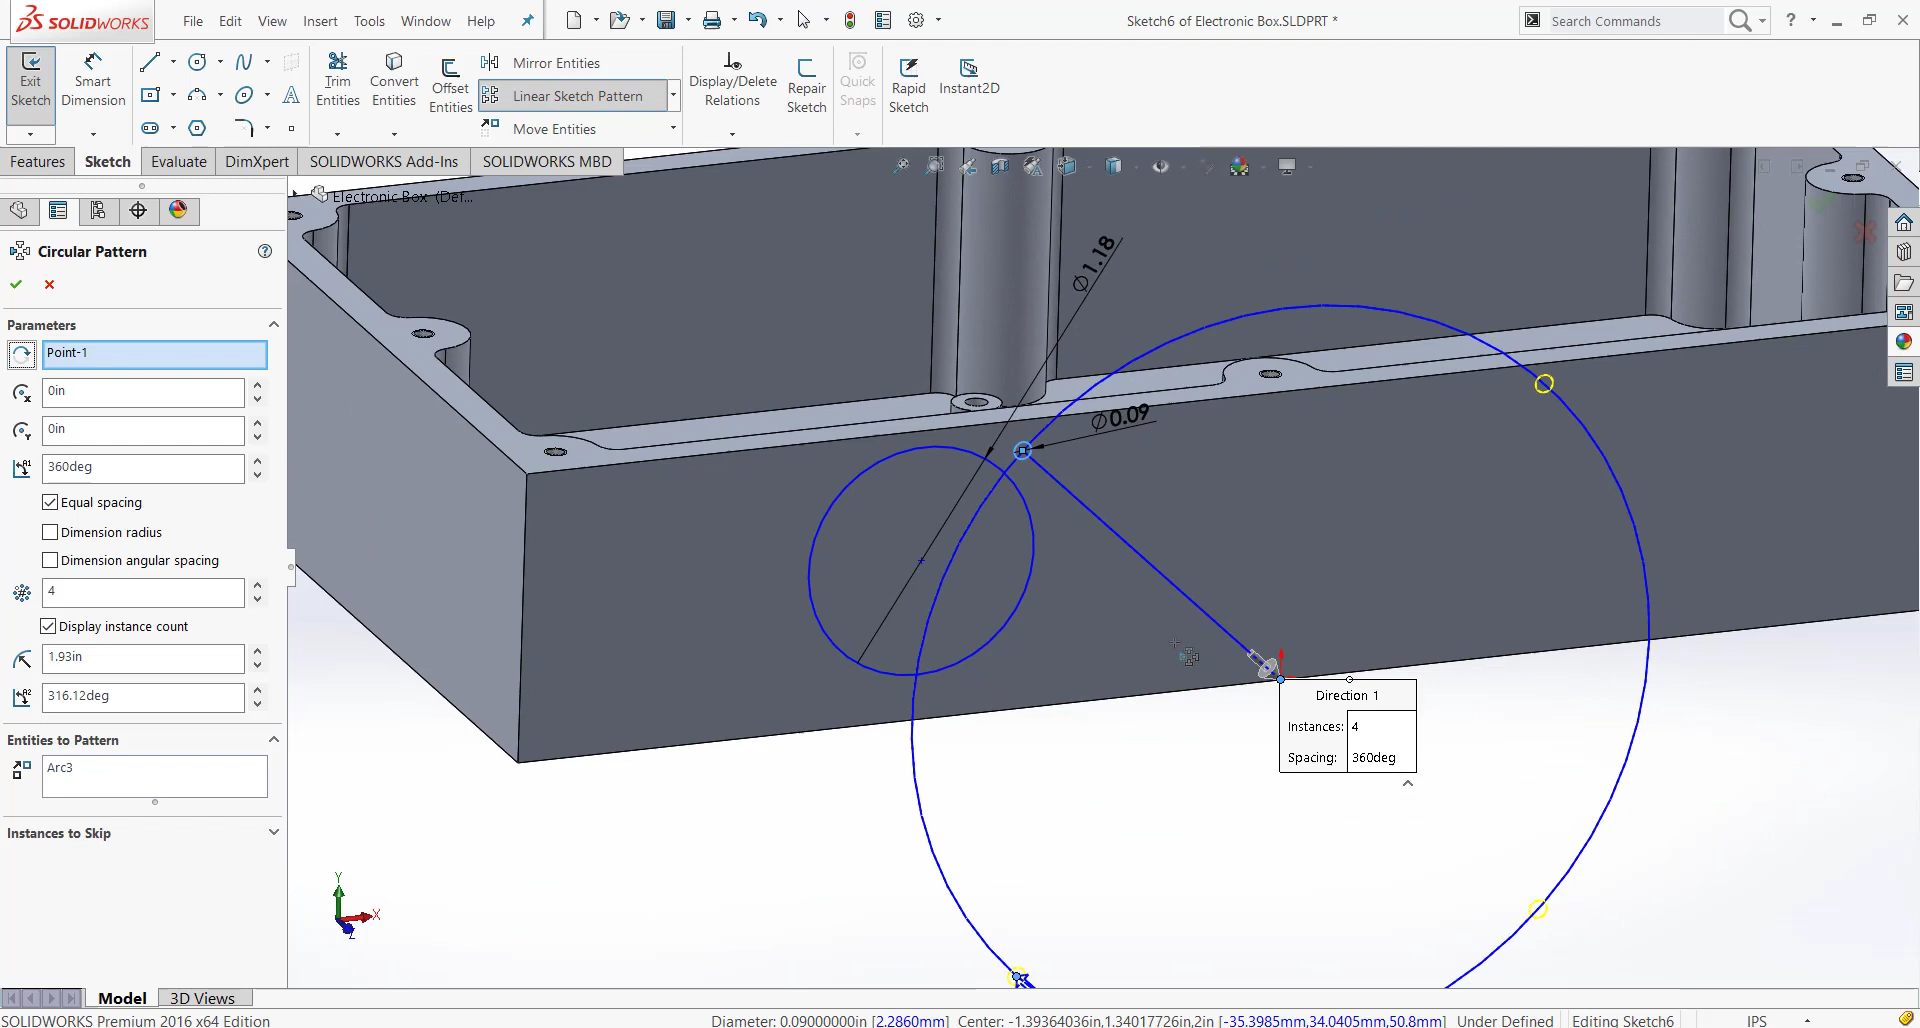 SOLIDWORKS
File Edit View Insert Tools Window Help
Sketch6 of Electronic Box.SLDPRT *
Search Commands
?
Exit Sketch
Smart Dimension
Trim Entities
Convert Entities
Offset Entities
Mirror Entities
Linear Sketch Pattern
Move Entities
Display/Delete Relations
Repair Sketch
Quick Snaps
Rapid Sketch
Instant2D
Features Sketch Evaluate DimXpert SOLIDWORKS Add-Ins SOLIDWORKS MBD
Electronic Box (Def...
Circular Pattern
?
Parameters
Point-1
0in
0in
360deg
Equal spacing
Dimension radius
Dimension angular spacing
4
Display instance count
1.93in
316.12deg
Entities to Pattern
Arc3
Instances to Skip
∅1.18
∅0.09
Direction 1
Instances: 4
Spacing: 360deg
Y
X
Z
Model 3D Views
SOLIDWORKS Premium 2016 x64 Edition
Diameter: 0.09000000in [2.2860mm] Center: -1.39364036in,1.34017726in,2in [-35.3985mm,34.0405mm,50.8mm] Under Defined Editing Sketch6 IPS